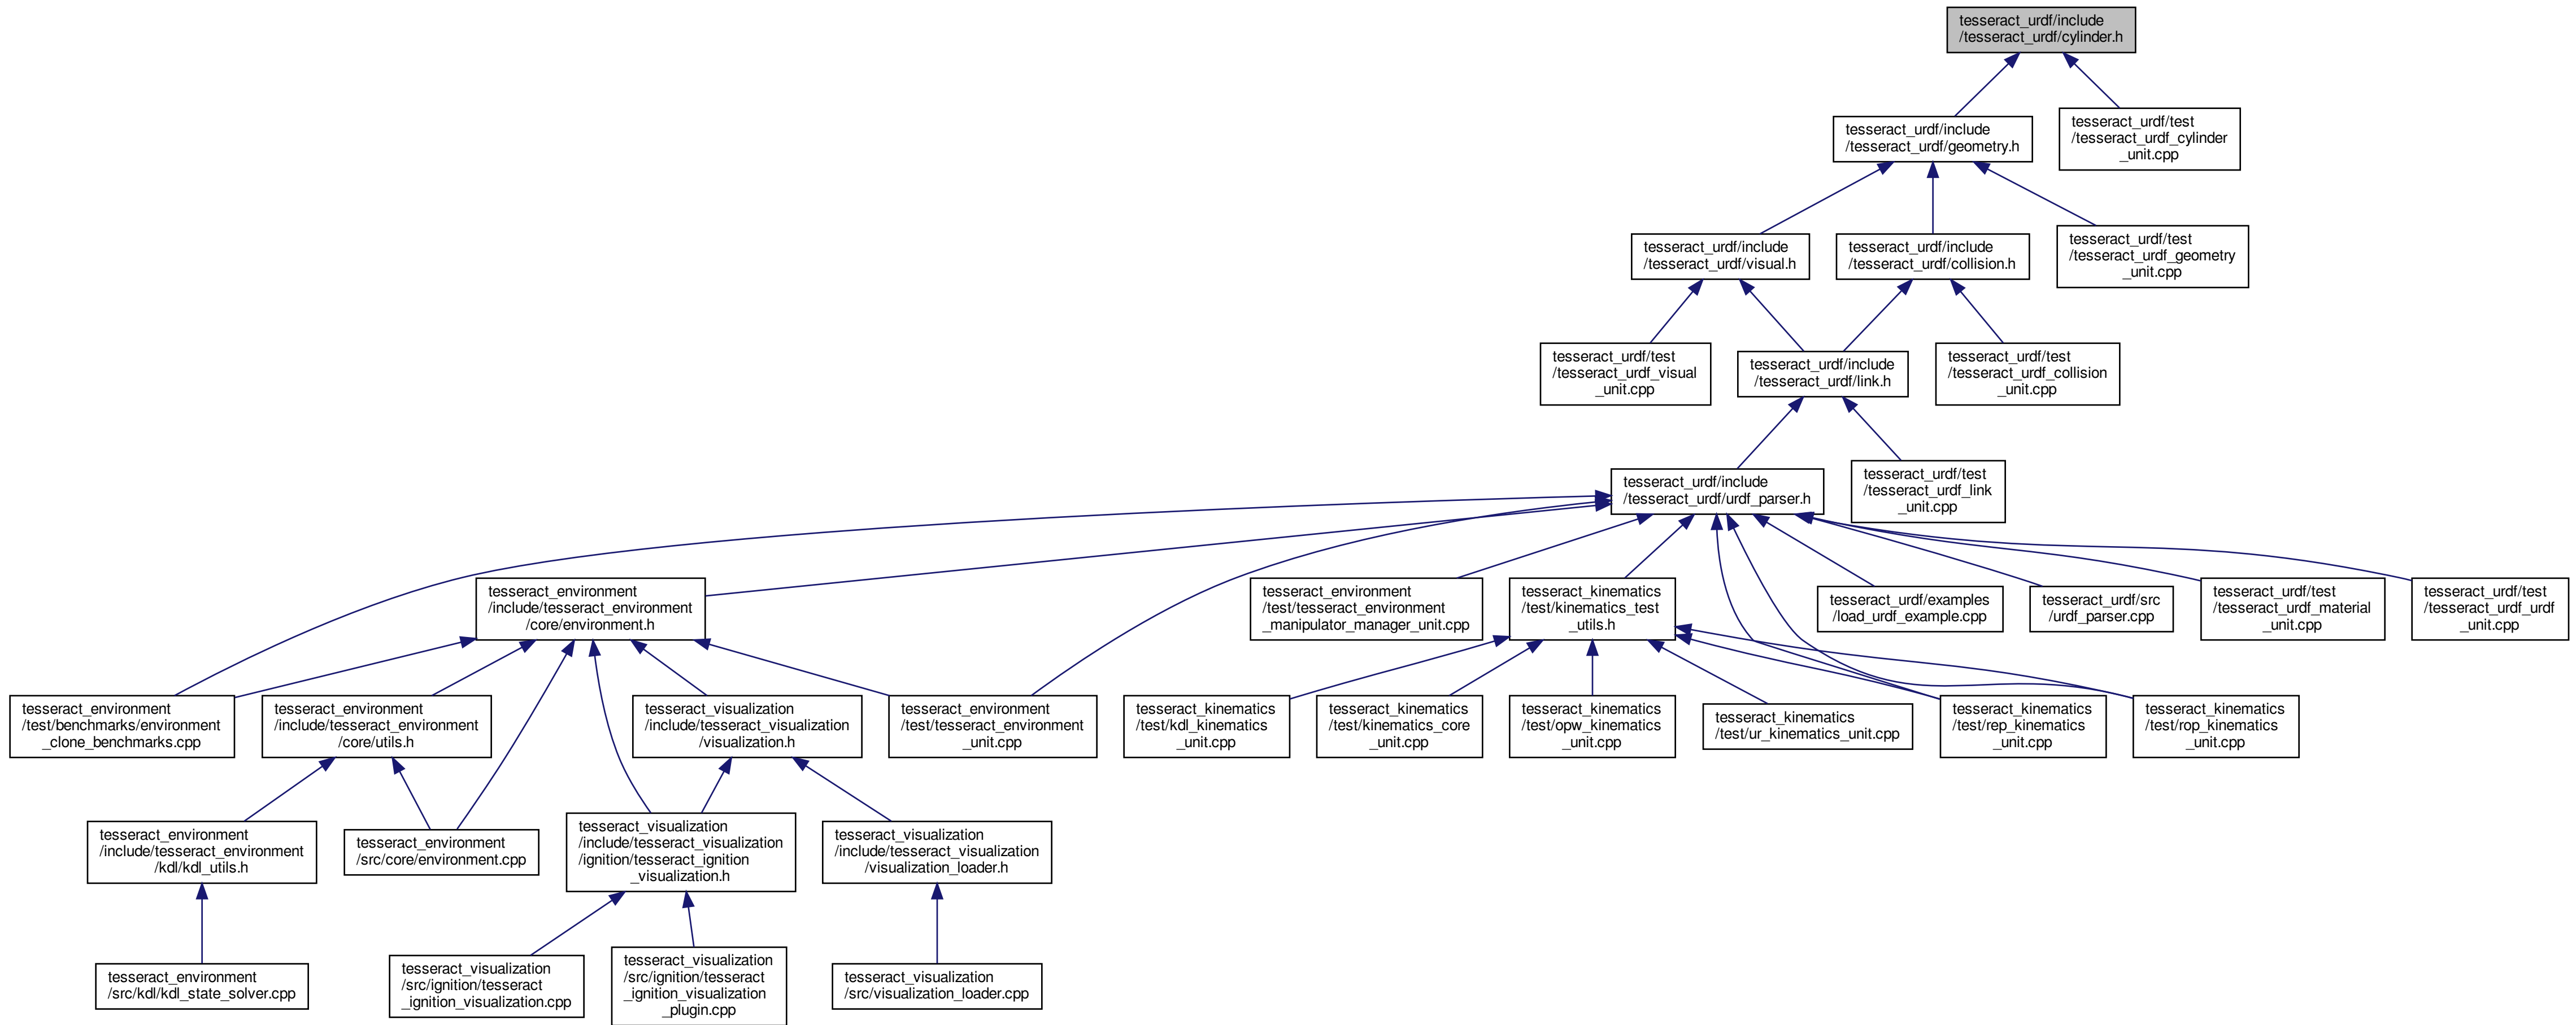 tesseract_urdf/include
/tesseract_urdf/cylinder.h
tesseract_urdf/include
/tesseract_urdf/geometry.h
tesseract_urdf/test
/tesseract_urdf_cylinder
_unit.cpp
tesseract_urdf/include
/tesseract_urdf/visual.h
tesseract_urdf/include
/tesseract_urdf/collision.h
tesseract_urdf/test
/tesseract_urdf_geometry
_unit.cpp
tesseract_urdf/test
/tesseract_urdf_visual
_unit.cpp
tesseract_urdf/include
/tesseract_urdf/link.h
tesseract_urdf/test
/tesseract_urdf_collision
_unit.cpp
tesseract_urdf/include
/tesseract_urdf/urdf_parser.h
tesseract_urdf/test
/tesseract_urdf_link
_unit.cpp
tesseract_environment
/include/tesseract_environment
/core/environment.h
tesseract_environment
/test/tesseract_environment
_manipulator_manager_unit.cpp
tesseract_kinematics
/test/kinematics_test
_utils.h
tesseract_urdf/examples
/load_urdf_example.cpp
tesseract_urdf/src
/urdf_parser.cpp
tesseract_urdf/test
/tesseract_urdf_material
_unit.cpp
tesseract_urdf/test
/tesseract_urdf_urdf
_unit.cpp
tesseract_environment
/test/benchmarks/environment
_clone_benchmarks.cpp
tesseract_environment
/include/tesseract_environment
/core/utils.h
tesseract_visualization
/include/tesseract_visualization
/visualization.h
tesseract_environment
/test/tesseract_environment
_unit.cpp
tesseract_kinematics
/test/kdl_kinematics
_unit.cpp
tesseract_kinematics
/test/kinematics_core
_unit.cpp
tesseract_kinematics
/test/opw_kinematics
_unit.cpp
tesseract_kinematics
/test/ur_kinematics_unit.cpp
tesseract_kinematics
/test/rep_kinematics
_unit.cpp
tesseract_kinematics
/test/rop_kinematics
_unit.cpp
tesseract_environment
/include/tesseract_environment
/kdl/kdl_utils.h
tesseract_environment
/src/core/environment.cpp
tesseract_visualization
/include/tesseract_visualization
/ignition/tesseract_ignition
_visualization.h
tesseract_visualization
/include/tesseract_visualization
/visualization_loader.h
tesseract_environment
/src/kdl/kdl_state_solver.cpp
tesseract_visualization
/src/ignition/tesseract
_ignition_visualization.cpp
tesseract_visualization
/src/ignition/tesseract
_ignition_visualization
_plugin.cpp
tesseract_visualization
/src/visualization_loader.cpp